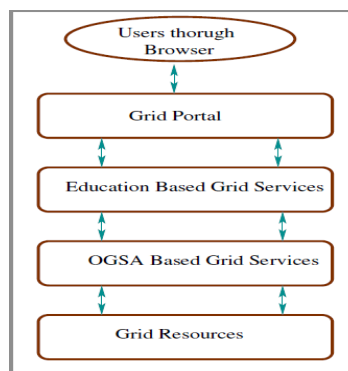 Users thorugh
Browser
Grid Portal
Education Based Grid Services
OGSA Based Grid Services
Grid Resources